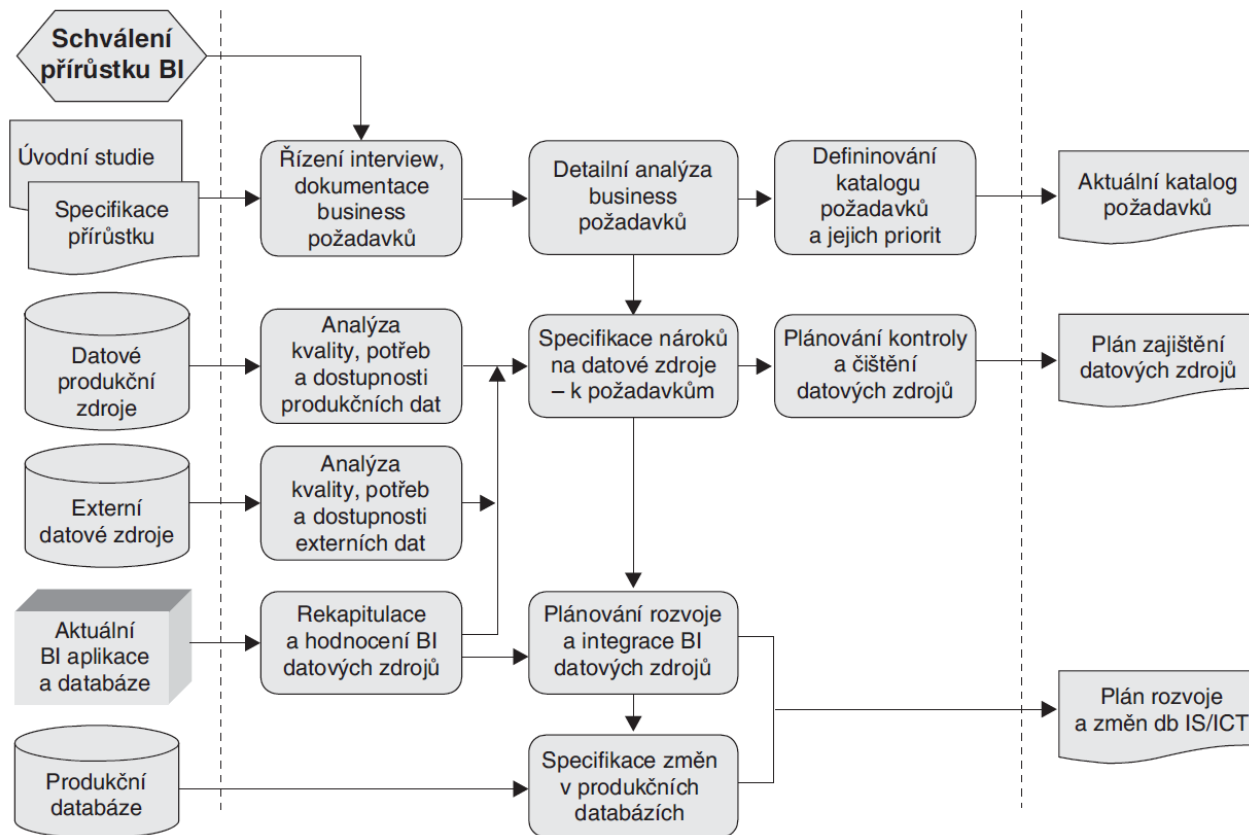 Schválení
přírůstku BI
Úvodní studie
Specifikace
přírůstku
Řízení interview,
dokumentace
business
požadavků
Detailní analýza
business
požadavků
Defininování
katalogu
požadavků
a jejich priorit
Aktuální katalog
požadavků
Datové
produkční
zdroje
Analýza
kvality, potřeb
a dostupnosti
produkčních dat
Specifikace nároků
na datové zdroje
– k požadavkům
Plánování kontroly
a čištění
datových zdrojů
Plán zajištění
datových zdrojů
Externí
datové zdroje
Analýza
kvality, potřeb
a dostupnosti
externích dat
Aktuální
BI aplikace
a databáze
Rekapitulace
a hodnocení BI
datových zdrojů
Plánování rozvoje
a integrace BI
datových zdrojů
Plán rozvoje
a změn db IS/ICT
Produkční
databáze
Specifikace změn
v produkčních
databázích